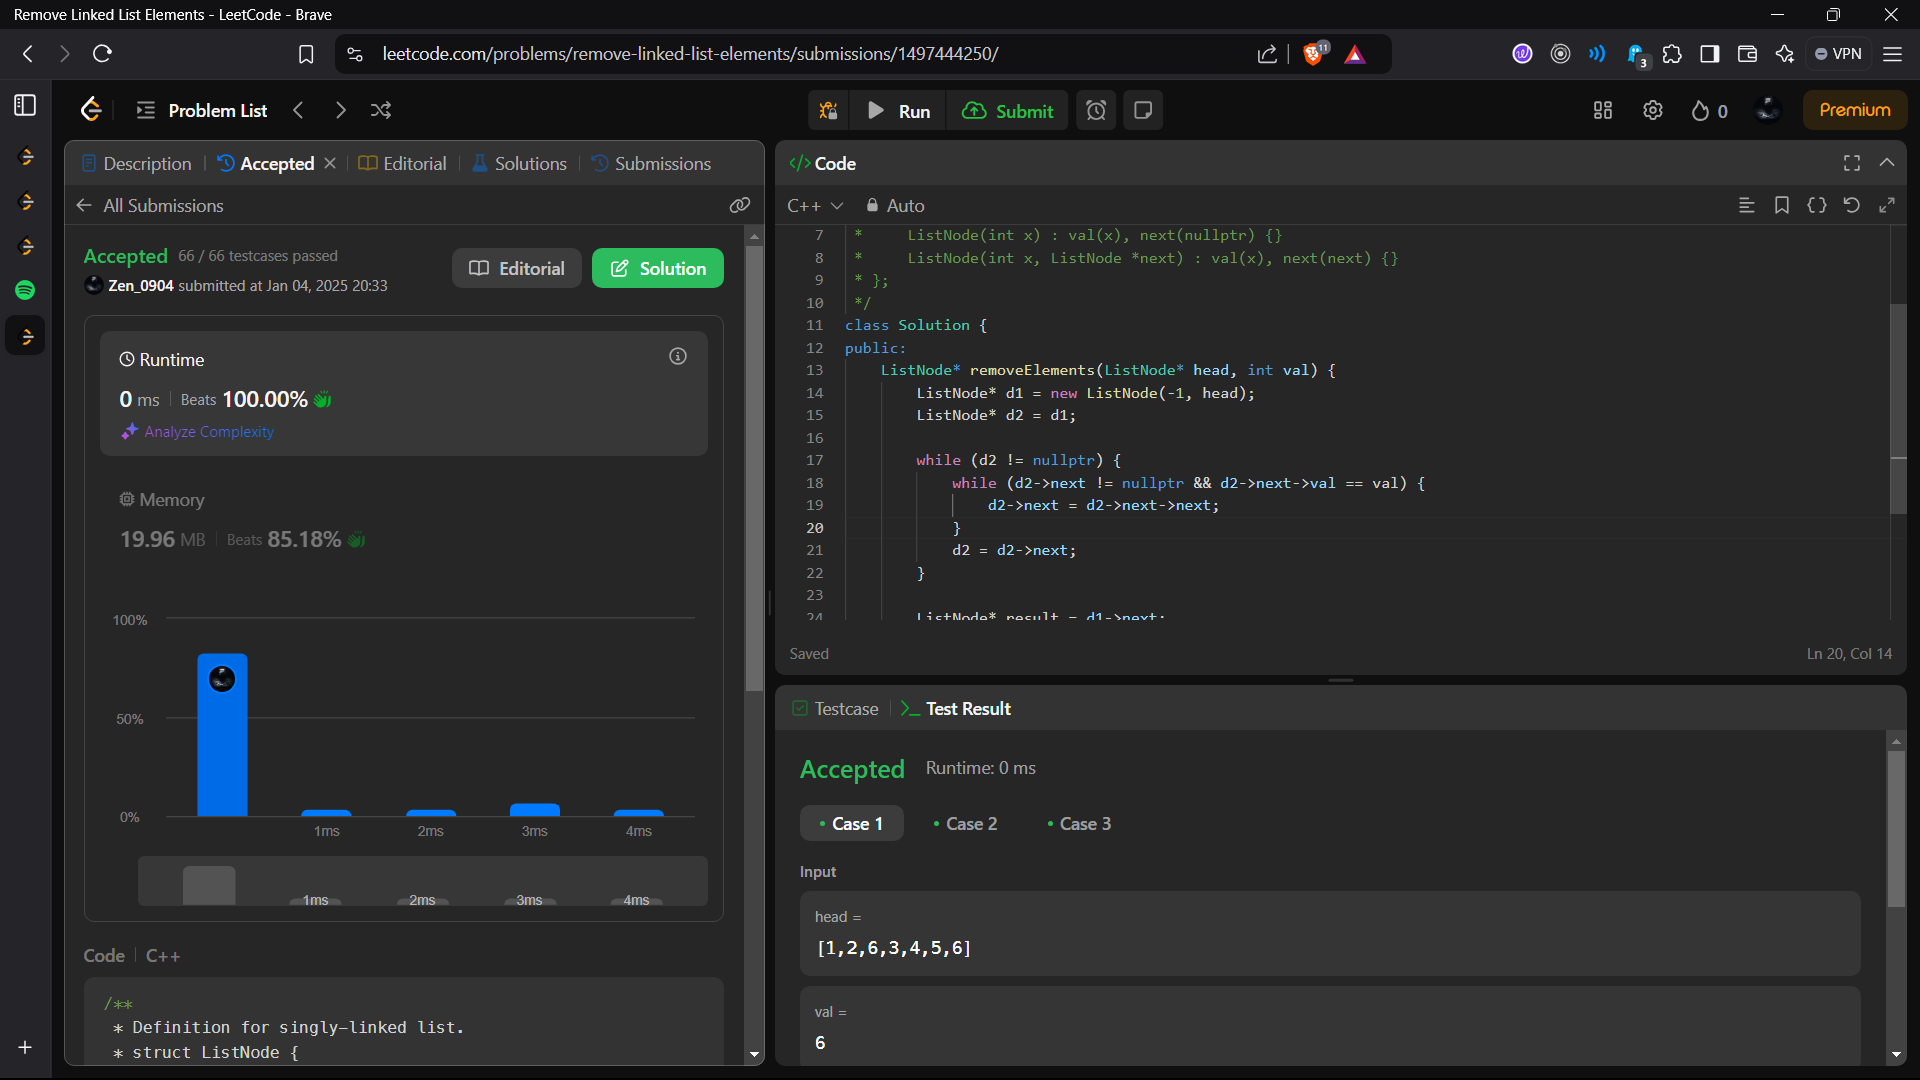 Remove Linked List Elements - LeetCode - Brave
leetcode.com/problems/remove-linked-list-elements/submissions/1497444250/
11
3
VPN
Problem List
Run
Submit
0
Premium
Description
Accepted
Editorial
Solutions
Submissions
All Submissions
Accepted 66 / 66 testcases passed
Zen_0904 submitted at Jan 04, 2025 20:33
Editorial
Solution
Runtime
0 ms Beats 100.00%
Analyze Complexity
Memory
19.96 MB Beats 85.18%
100%
50%
0%
1ms 2ms 3ms 4ms
1ms 2ms 3ms 4ms
Code C++
/**
* Definition for singly-linked list.
* struct ListNode {
</> Code
C++ Auto
7 * ListNode(int x) : val(x), next(nullptr) {}
8 * ListNode(int x, ListNode *next) : val(x), next(next) {}
9 * };
10 */
11 class Solution {
12 public:
13 ListNode* removeElements(ListNode* head, int val) {
14 ListNode* d1 = new ListNode(-1, head);
15 ListNode* d2 = d1;
16
17 while (d2 != nullptr) {
18 while (d2->next != nullptr && d2->next->val == val) {
19 d2->next = d2->next->next;
20 }
21 d2 = d2->next;
22 }
23
24 ListNode* result = d1->next;
Saved
Ln 20, Col 14
Testcase
Test Result
Accepted Runtime: 0 ms
Case 1 Case 2 Case 3
Input
head =
[1,2,6,3,4,5,6]
val =
6